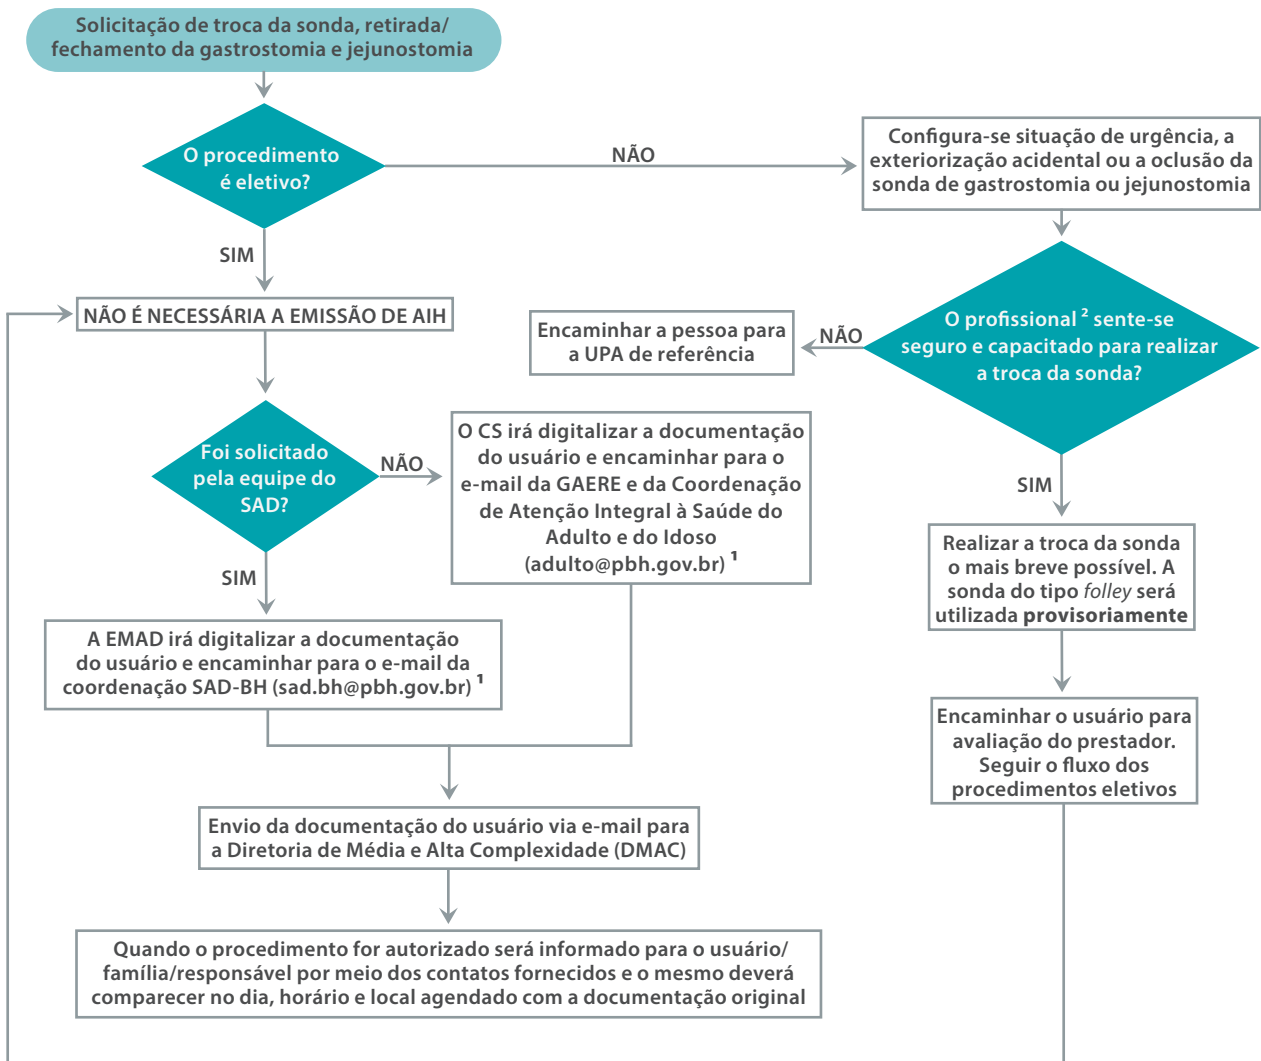 Solicitação de troca da sonda, retirada/
fechamento da gastrostomia e jejunostomia
O procedimento
é eletivo?
NÃO
Configura-se situação de urgência, a
exteriorização acidental ou a oclusão da
sonda de gastrostomia ou jejunostomia
SIM
NÃO É NECESSÁRIA A EMISSÃO DE AIH
O profissional ² sente-se
seguro e capacitado para realizar
a troca da sonda?
NÃO
Encaminhar a pessoa para
a UPA de referência
Foi solicitado
pela equipe do
SAD?
NÃO
O CS irá digitalizar a documentação
do usuário e encaminhar para o
e-mail da GAERE e da Coordenação
de Atenção Integral à Saúde do
Adulto e do Idoso
(adulto@pbh.gov.br) ¹
SIM
Realizar a troca da sonda
o mais breve possível. A
sonda do tipo folley será
utilizada provisoriamente
SIM
A EMAD irá digitalizar a documentação
do usuário e encaminhar para o e-mail da
coordenação SAD-BH (sad.bh@pbh.gov.br) ¹
Encaminhar o usuário para
avaliação do prestador.
Seguir o fluxo dos
procedimentos eletivos
Envio da documentação do usuário via e-mail para
a Diretoria de Média e Alta Complexidade (DMAC)
Quando o procedimento for autorizado será informado para o usuário/
família/responsável por meio dos contatos fornecidos e o mesmo deverá
comparecer no dia, horário e local agendado com a documentação original